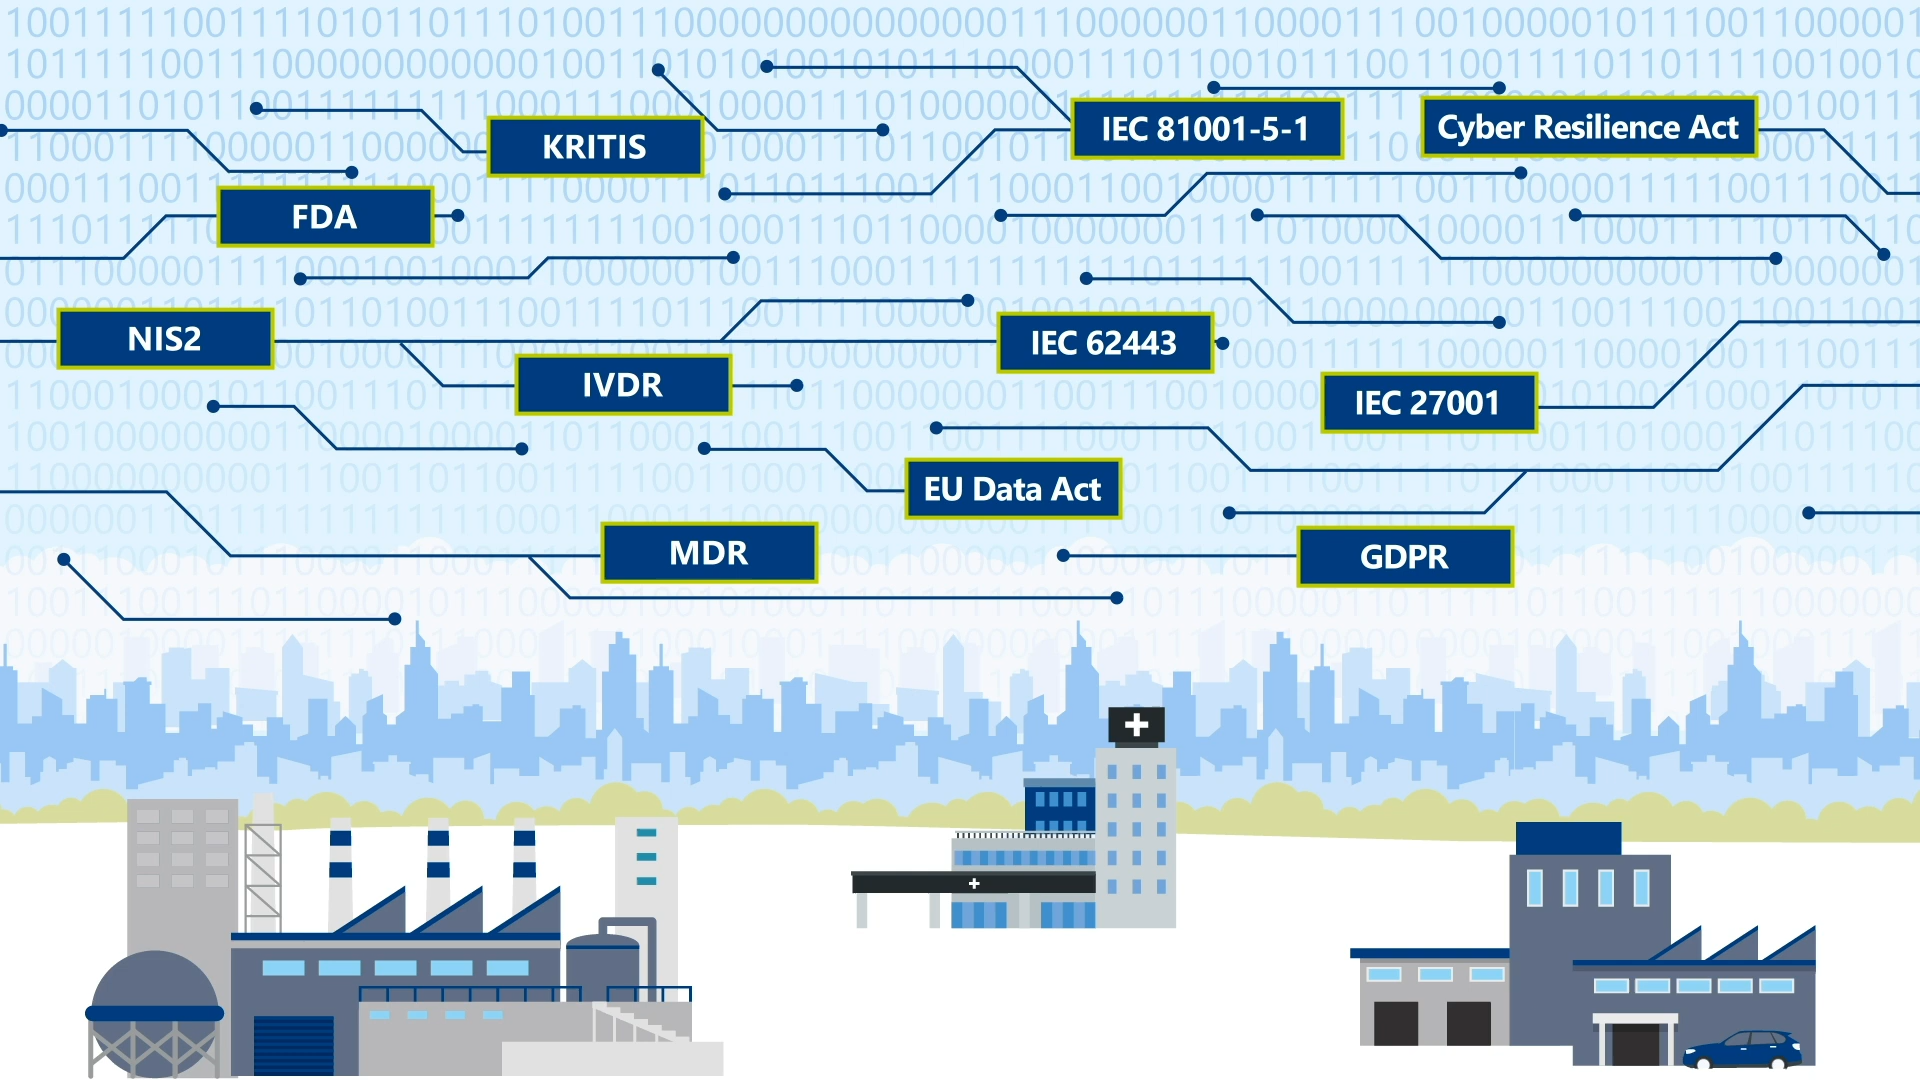 KRITIS
IEC 81001-5-1
Cyber Resilience Act
FDA
NIS2
IEC 62443
IVDR
IEC 27001
EU Data Act
MDR
GDPR